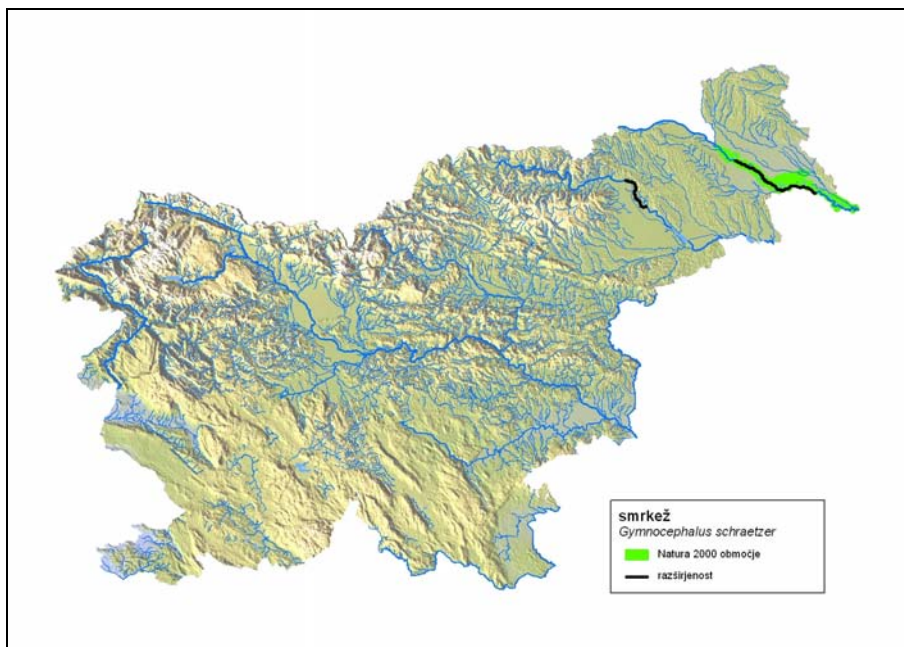 smrkež
Gymnocephalus schraetzer
Natura 2000 območje
razširjenost